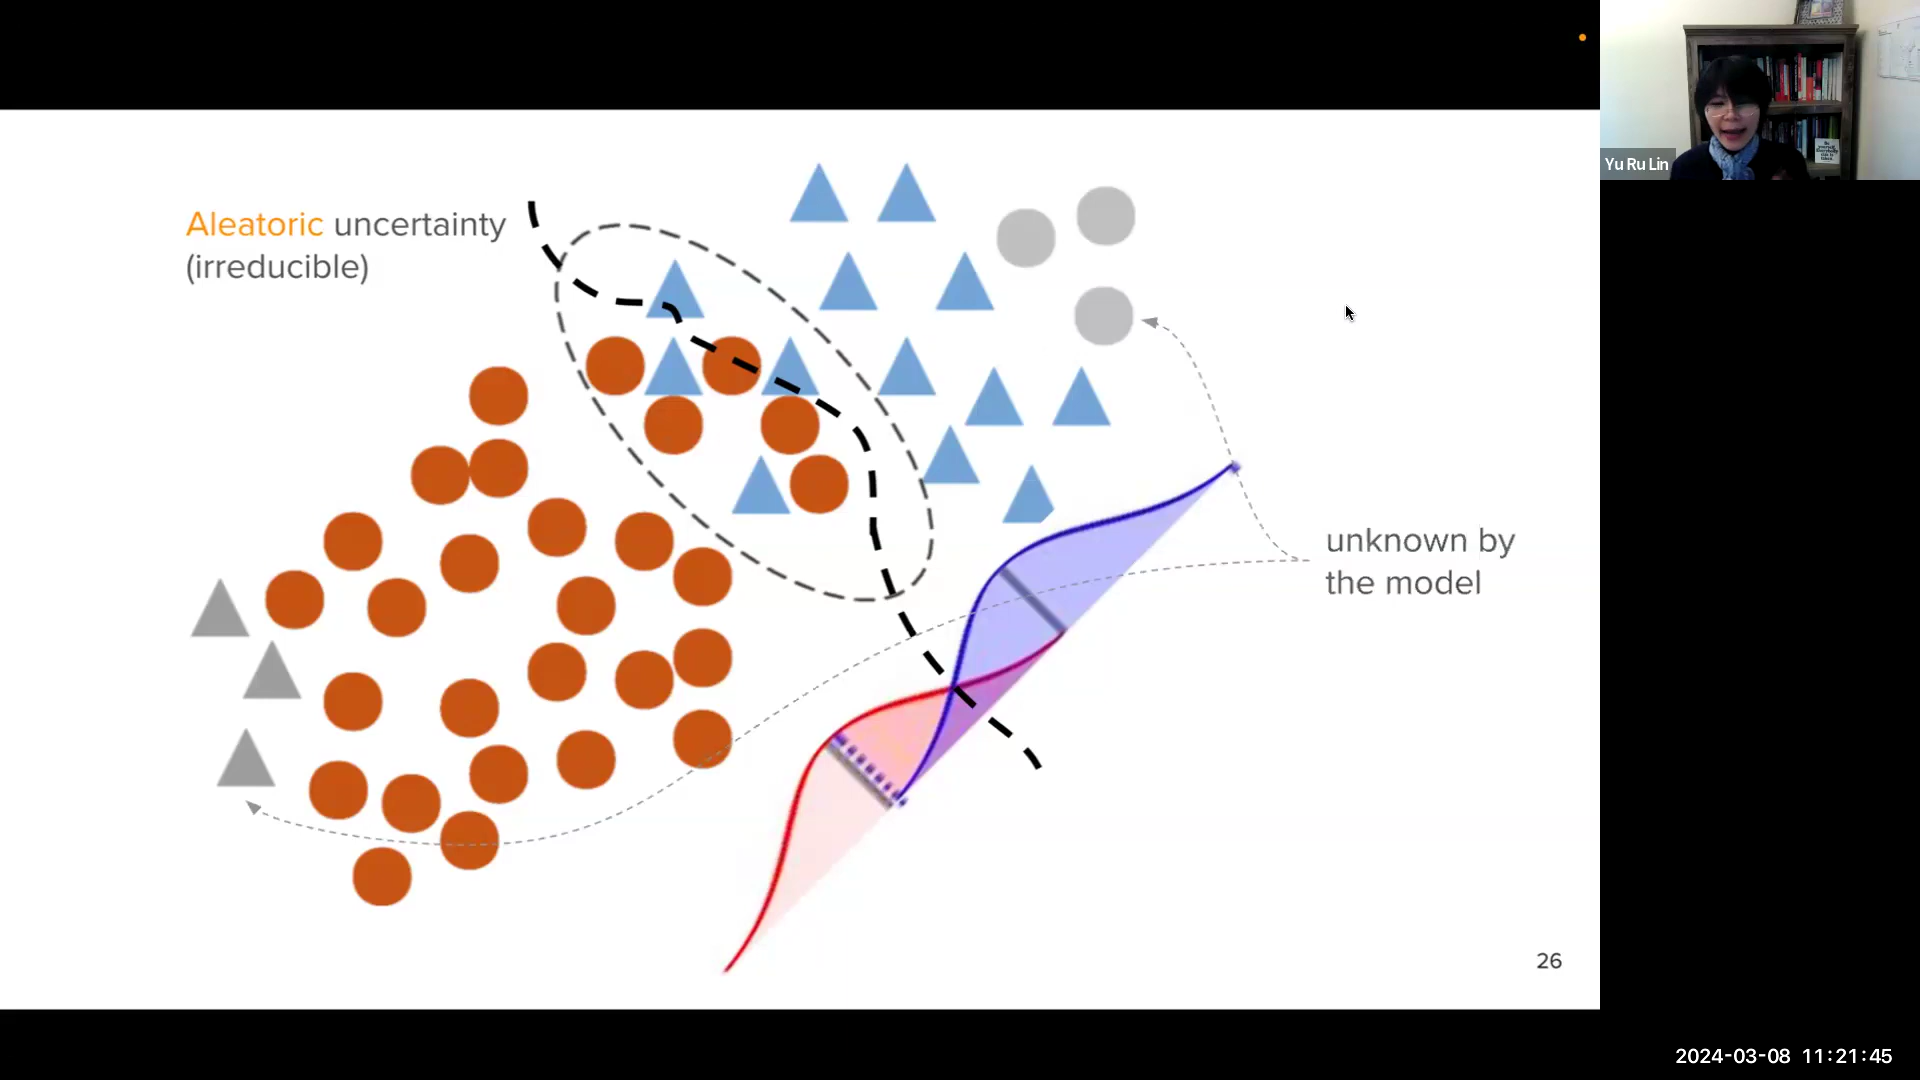 Yu Ru Lin
Aleatoric uncertainty
(irreducible)
unknown by
the model
26
2024-03-08 11:21:45